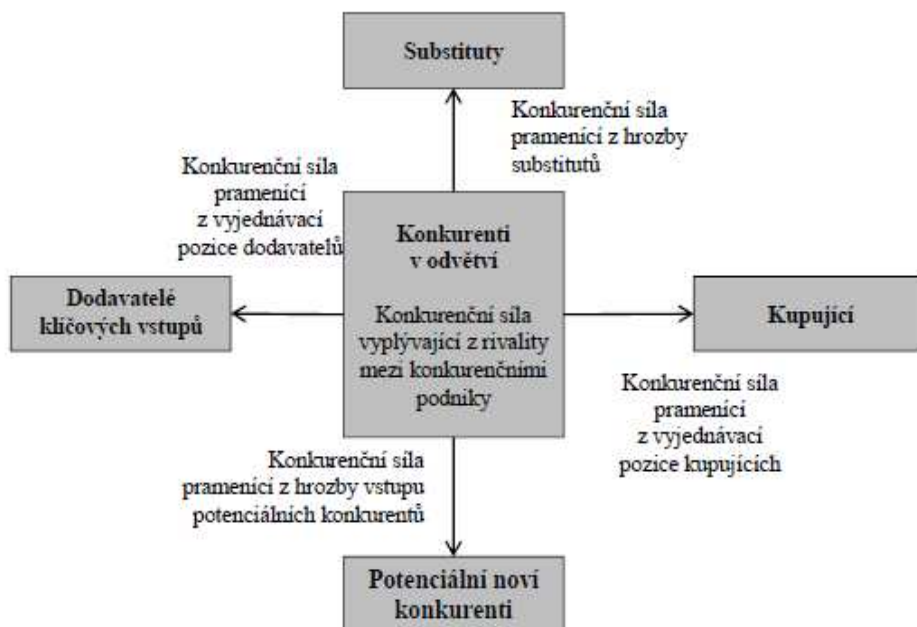 Substituty
Konkurenční síla
pramenící z hrozby
substitutů
Konkurenční síla
pramenící
z vyjednávací
pozice dodavatelů
Konkurenti
v odvětví
Konkurenční síla
vyplývající z rivality
mezi konkurenčními
podniky
Dodavatelé
klíčových vstupů
Kupující
Konkurenční síla
pramenící
z vyjednávací
pozice kupujících
Konkurenční síla
pramenící z hrozby vstupu
potenciálních konkurentů
Potenciální noví
konkurenti